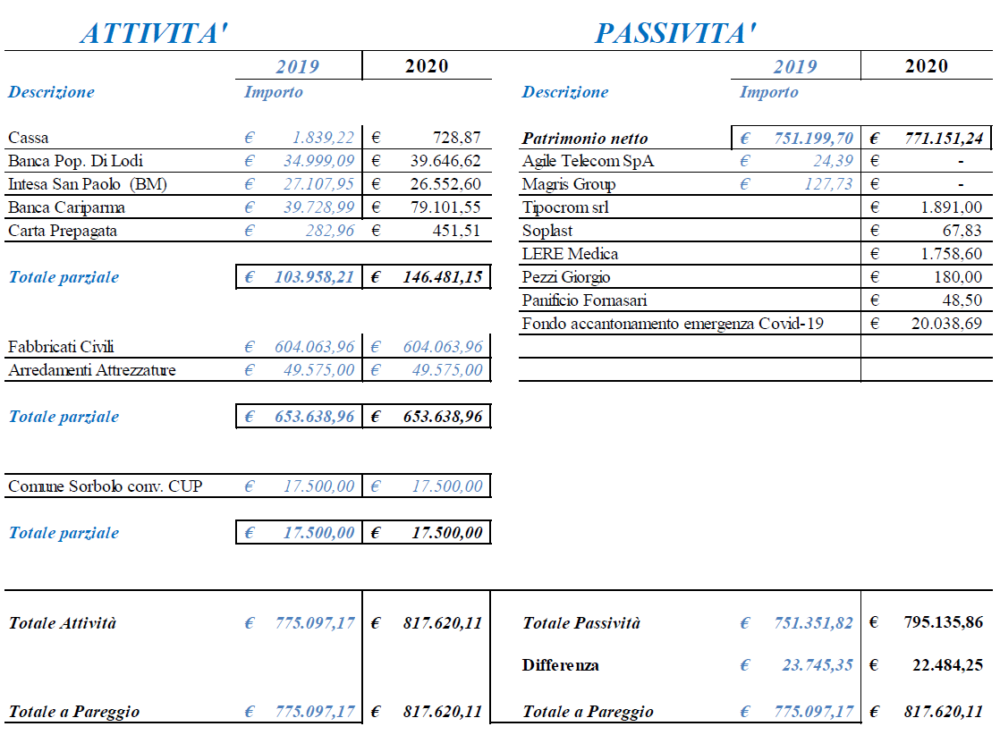 ATTIVITA' PASSIVITA'
2019 2020 2019 2020
Descrizione Importo Descrizione Importo
Cassa € 1.839,22 € 728,87 Patrimonio netto € 751.199,70 € 771.151,24
Banca Pop. Di Lodi € 34.999,09 € 39.646,62 Agile Telecom SpA € 24,39 € -
Intesa San Paolo (BM) € 27.107,95 € 26.552,60 Magris Group € 127,73 € -
Banca Cariparma € 39.728,99 € 79.101,55 Tipocrom srl € 1.891,00
Carta Prepagata € 282,96 € 451,51 Soplast € 67,83
LERE Medica € 1.758,60
Totale parziale € 103.958,21 € 146.481,15 Pezzi Giorgio € 180,00
Panificio Fornasari € 48,50
Fondo accantonamento emergenza Covid-19 € 20.038,69
Fabbricati Civili € 604.063,96 € 604.063,96
Arredamenti Attrezzature € 49.575,00 € 49.575,00
Totale parziale € 653.638,96 € 653.638,96
Comune Sorbolo conv. CUP € 17.500,00 € 17.500,00
Totale parziale € 17.500,00 € 17.500,00
Totale Attività € 775.097,17 € 817.620,11 Totale Passività € 751.351,82 € 795.135,86
Differenza € 23.745,35 € 22.484,25
Totale a Pareggio € 775.097,17 € 817.620,11 Totale a Pareggio € 775.097,17 € 817.620,11